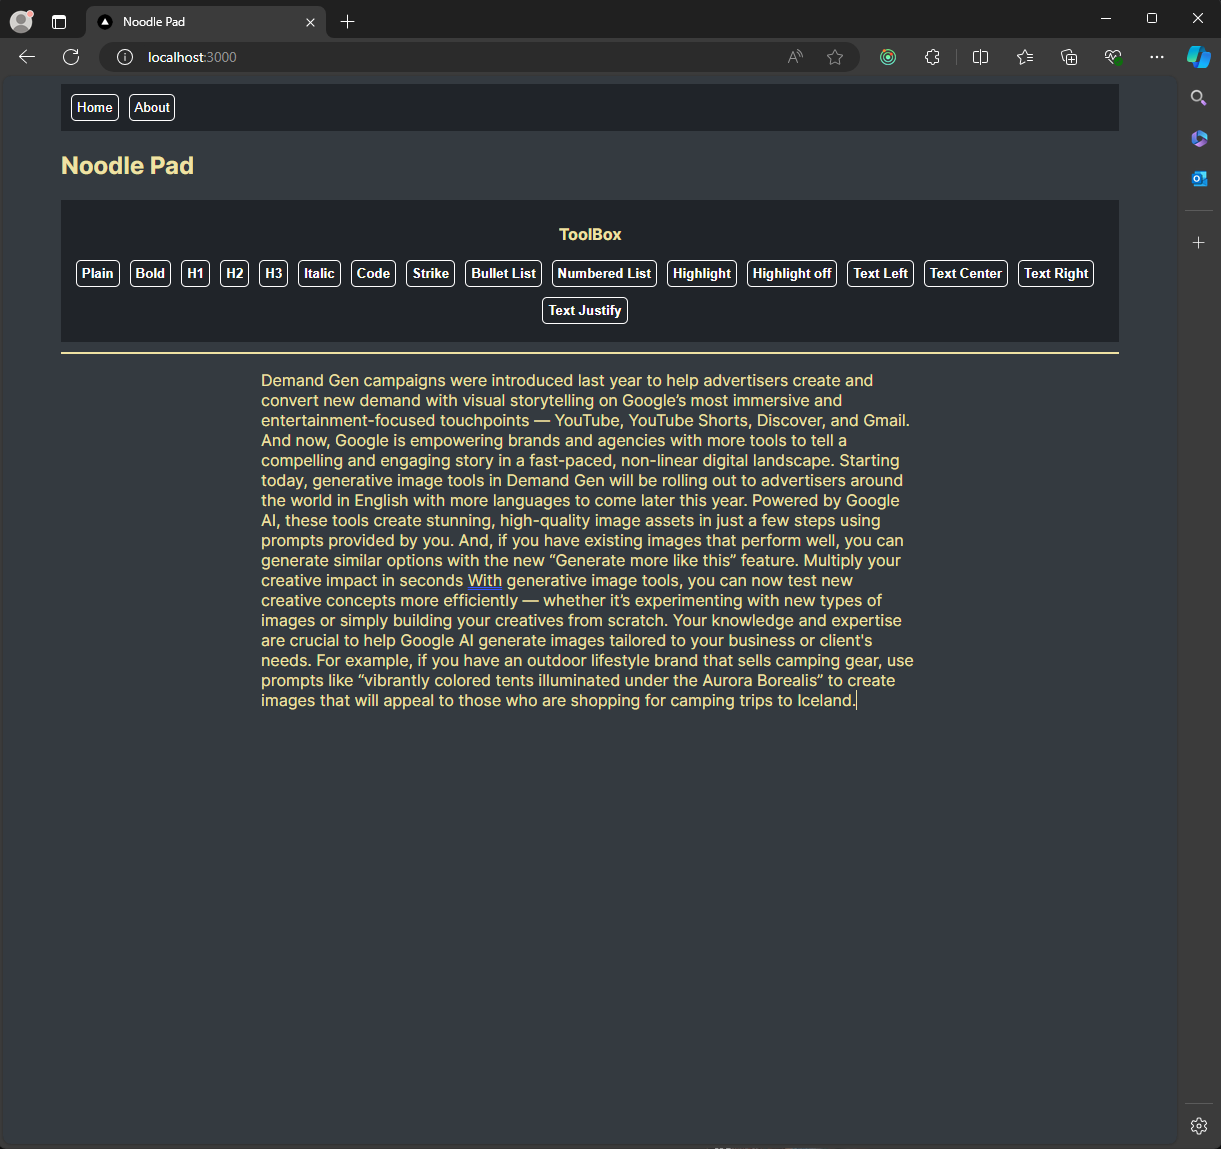 Noodle Pad
localhost:3000
Home About
Noodle Pad
ToolBox
Plain Bold H1 H2 H3 Italic Code Strike Bullet List Numbered List Highlight Highlight off Text Left Text Center Text Right
Text Justify
Demand Gen campaigns were introduced last year to help advertisers create and
convert new demand with visual storytelling on Google’s most immersive and
entertainment-focused touchpoints — YouTube, YouTube Shorts, Discover, and Gmail.
And now, Google is empowering brands and agencies with more tools to tell a
compelling and engaging story in a fast-paced, non-linear digital landscape. Starting
today, generative image tools in Demand Gen will be rolling out to advertisers around
the world in English with more languages to come later this year. Powered by Google
AI, these tools create stunning, high-quality image assets in just a few steps using
prompts provided by you. And, if you have existing images that perform well, you can
generate similar options with the new “Generate more like this” feature. Multiply your
creative impact in seconds With generative image tools, you can now test new
creative concepts more efficiently — whether it’s experimenting with new types of
images or simply building your creatives from scratch. Your knowledge and expertise
are crucial to help Google AI generate images tailored to your business or client's
needs. For example, if you have an outdoor lifestyle brand that sells camping gear, use
prompts like “vibrantly colored tents illuminated under the Aurora Borealis” to create
images that will appeal to those who are shopping for camping trips to Iceland.